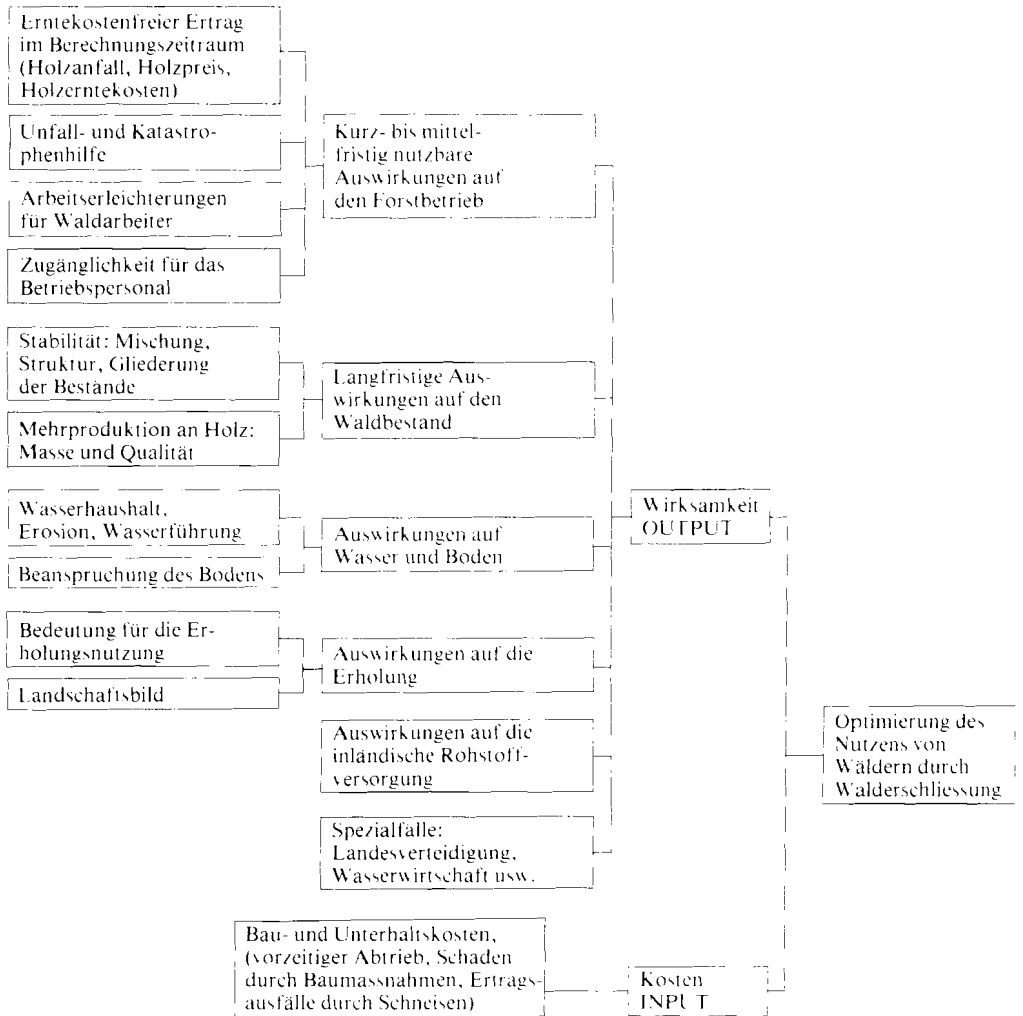 Erntekostenfreier Ertrag
im Berechnungszeitraum
(Holzanfall, Holzpreis,
Holzerntekosten)
Unfall- und Katastro-
phenhilfe
Arbeitserleichterungen
für Waldarbeiter
Zugänglichkeit für das
Betriebspersonal
Kurz- bis mittel-
fristig nutzbare
Auswirkungen auf
den Forstbetrieb
Stabilität: Mischung,
Struktur, Gliederung
der Bestände
Mehrproduktion an Holz:
Masse und Qualität
Langfristige Aus-
wirkungen auf den
Waldbestand
Wasserhaushalt,
Erosion, Wasserführung
Beanspruchung des Bodens
Auswirkungen auf
Wasser und Boden
Bedeutung für die Er-
holungsnutzung
Landschaftsbild
Auswirkungen auf die
Erholung
Auswirkungen auf die
inländische Rohstoff-
versorgung
Spezialfälle:
Landesverteidigung,
Wasserwirtschaft usw.
Wirksamkeit
OUTPUT
Bau- und Unterhaltskosten,
(vorzeitiger Abtrieb, Schaden
durch Baumassnahmen, Ertrags-
ausfälle durch Schneisen)
Kosten
INPUT
Optimierung des
Nutzens von
Wäldern durch
Walderschliessung